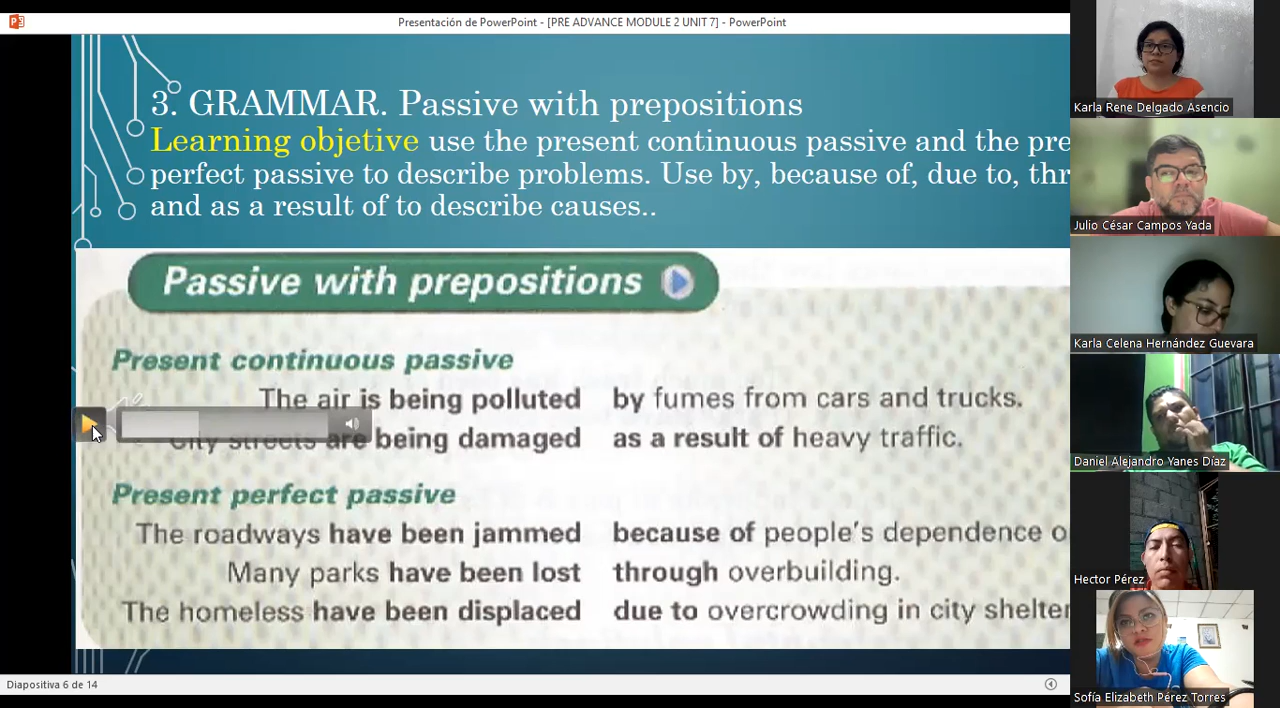 Presentación de PowerPoint - [PRE ADVANCE MODULE 2 UNIT 7] - PowerPoint
3. GRAMMAR. Passive with prepositions
Learning objetive use the present continuous passive and the pre
perfect passive to describe problems. Use by, because of, due to, thr
and as a result of to describe causes..
Passive with prepositions
Present continuous passive
The air is being polluted by fumes from cars and trucks.
City streets are being damaged as a result of heavy traffic.
Present perfect passive
The roadways have been jammed because of people's dependence o
Many parks have been lost through overbuilding.
The homeless have been displaced due to overcrowding in city shelter
Diapositiva 6 de 14
Karla Rene Delgado Asencio
Julio César Campos Yada
Karla Celena Hernández Guevara
Daniel Alejandro Yanes Díaz
Hector Pérez
Sofía Elizabeth Pérez Torres